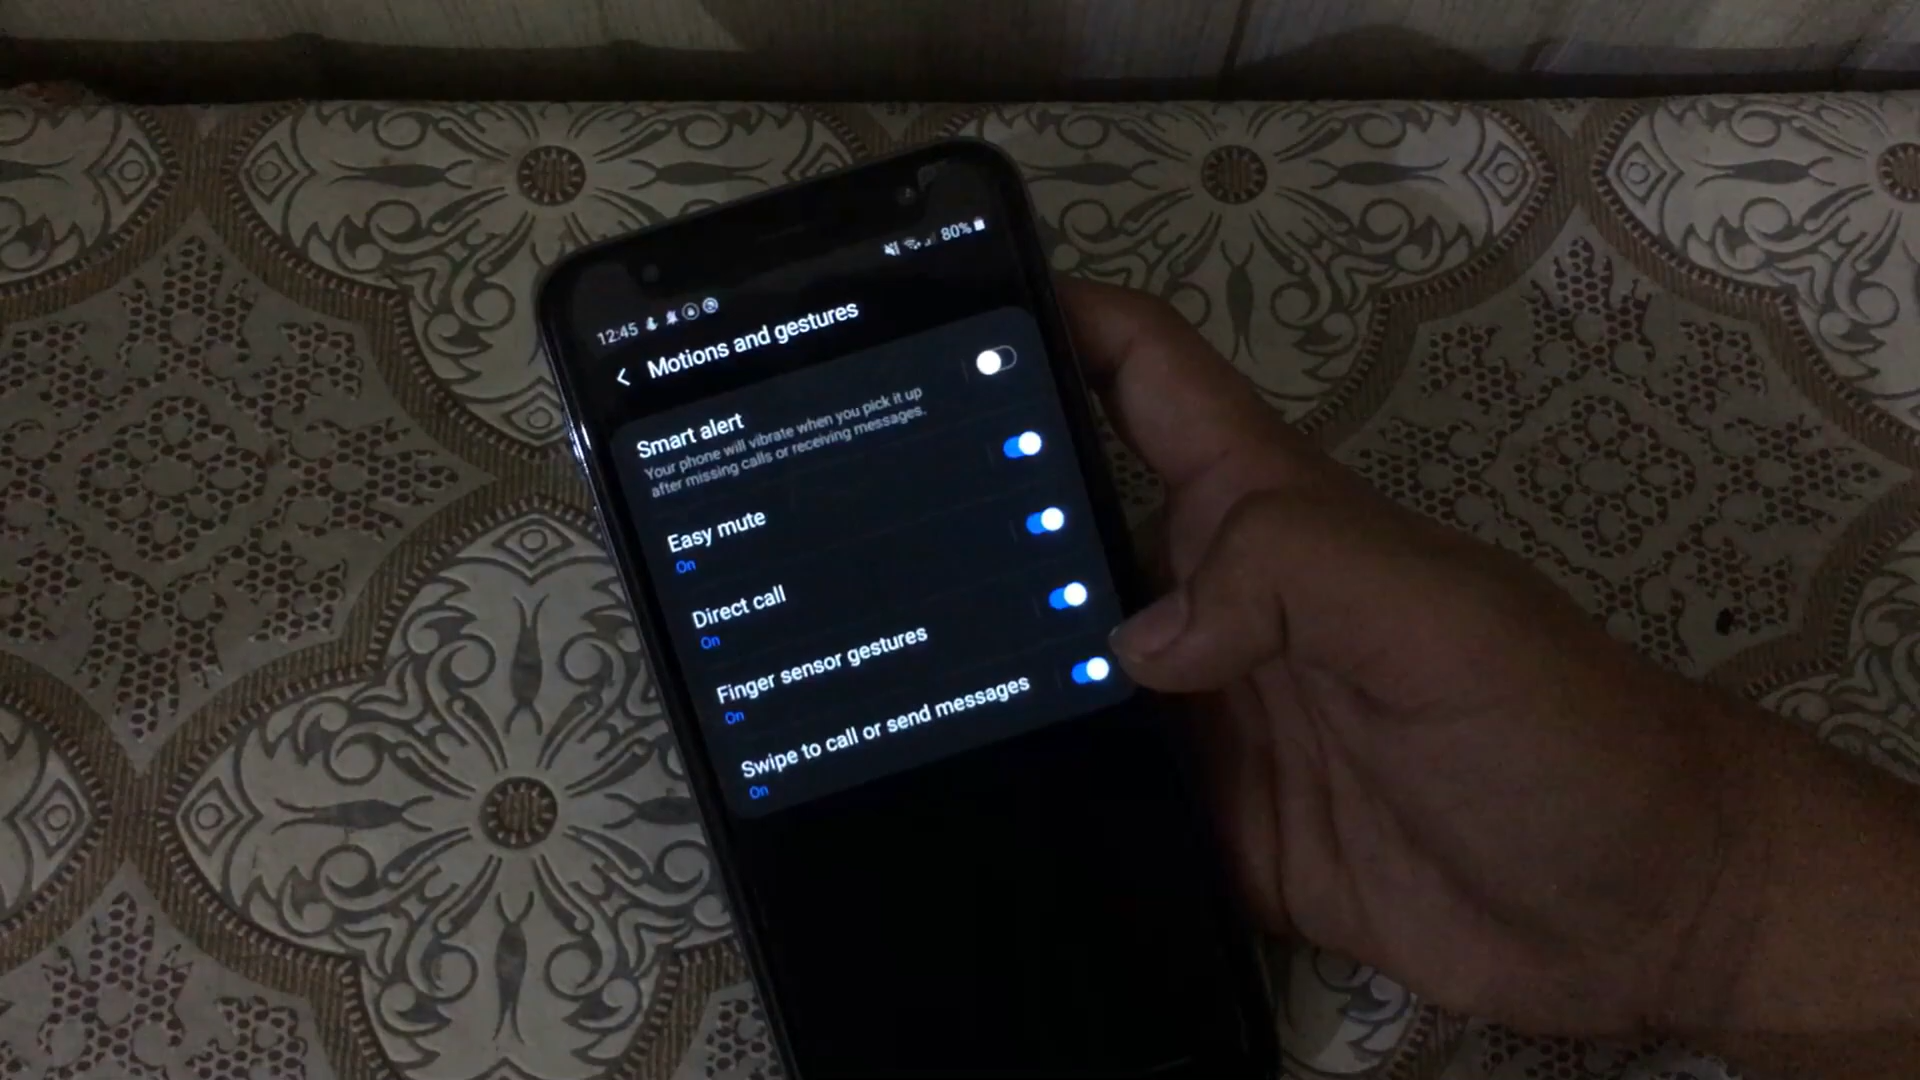 12:45
80%
Motions and gestures
Smart alert
Your phone will vibrate when you pick it up
after missing calls or receiving messages.
Easy mute
On
Direct call
On
Finger sensor gestures
On
Swipe to call or send messages
On